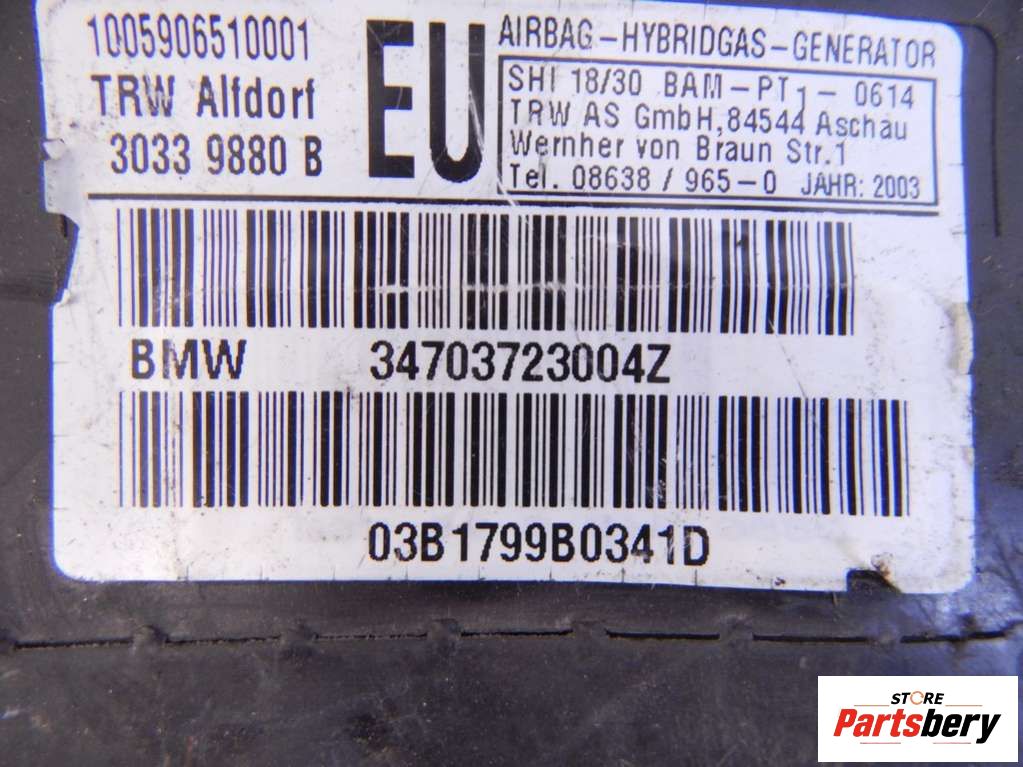 1005906510001
TRW Alfdorf
3033 9880 B
EU
AIRBAG-HYBRIDGAS-GENERATOR
SHI 18/30 BAM-PT1-0614
TRW AS GmbH, 84544 Aschau
Wernher von Braun Str.1
Tel. 08638 / 965-0 JAHR: 2003
BMW 34703723004Z
03B1799B0341D
STORE
Partsbery